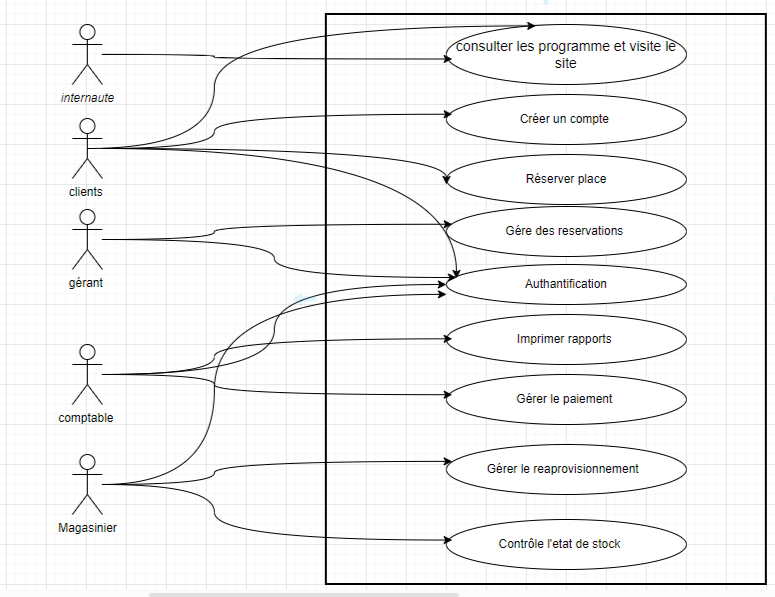 consulter les programme et visite le
site
internaute
Créer un compte
clients
Réserver place
Gére des reservations
gérant
Authantification
Imprimer rapports
comptable
Gérer le paiement
Gérer le reaprovisionnement
Magasinier
Contrôle l'etat de stock